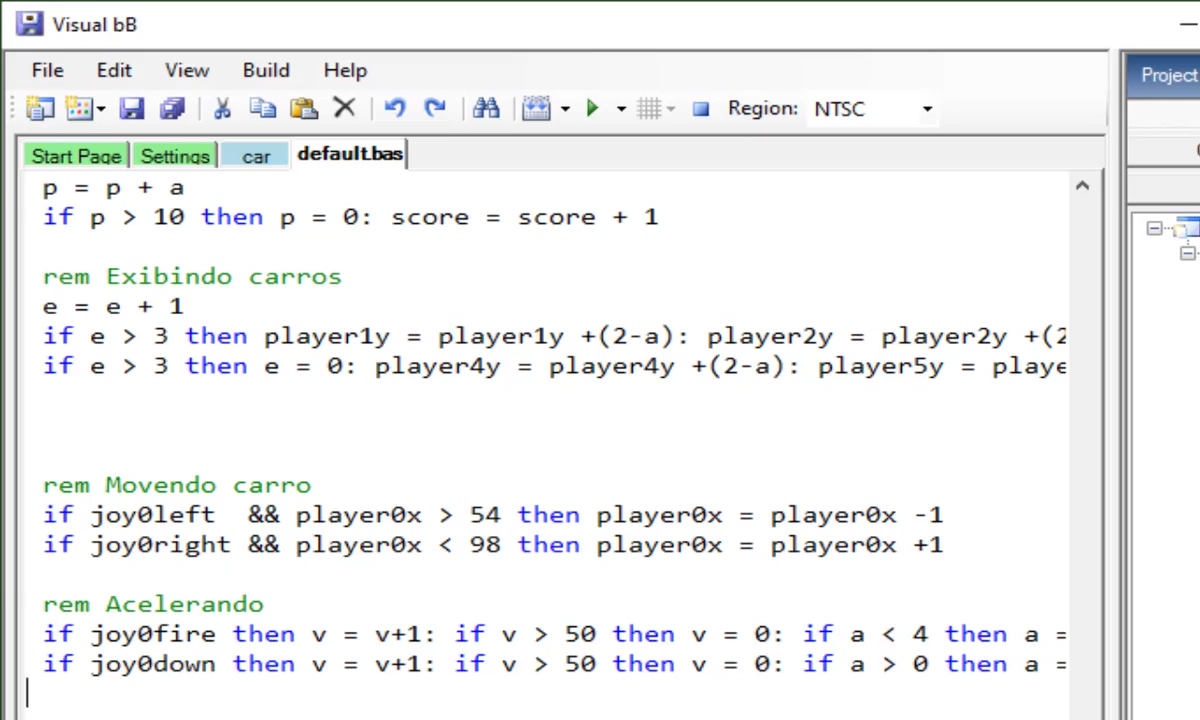 Visual bB
File Edit View Build Help
Region: NTSC
Project
Start Page Settings car default.bas
p = p + a
if p > 10 then p = 0: score = score + 1
rem Exibindo carros
e = e + 1
if e > 3 then player1y = player1y +(2-a): player2y = player2y +(2
if e > 3 then e = 0: player4y = player4y +(2-a): player5y = playe
rem Movendo carro
if joy0left  && player0x > 54 then player0x = player0x -1
if joy0right && player0x < 98 then player0x = player0x +1
rem Acelerando
if joy0fire then v = v+1: if v > 50 then v = 0: if a < 4 then a =
if joy0down then v = v+1: if v > 50 then v = 0: if a > 0 then a =